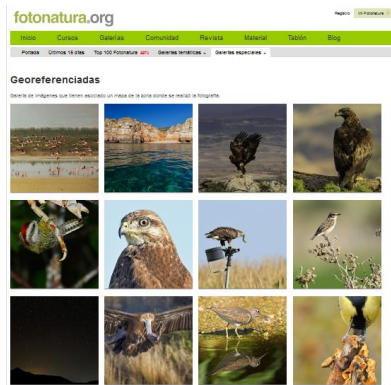 fotonatura.org
Registro Mi Fotonatura
Inicio Cursos Galerías Comunidad Revista Material Tablón Blog
Portada Últimos 15 días Top 100 Fotonatura Galerías temáticas Galerías especiales
Georeferenciadas
Galería de imágenes que tienen asociado un mapa de la zona donde se realizó la fotografía.